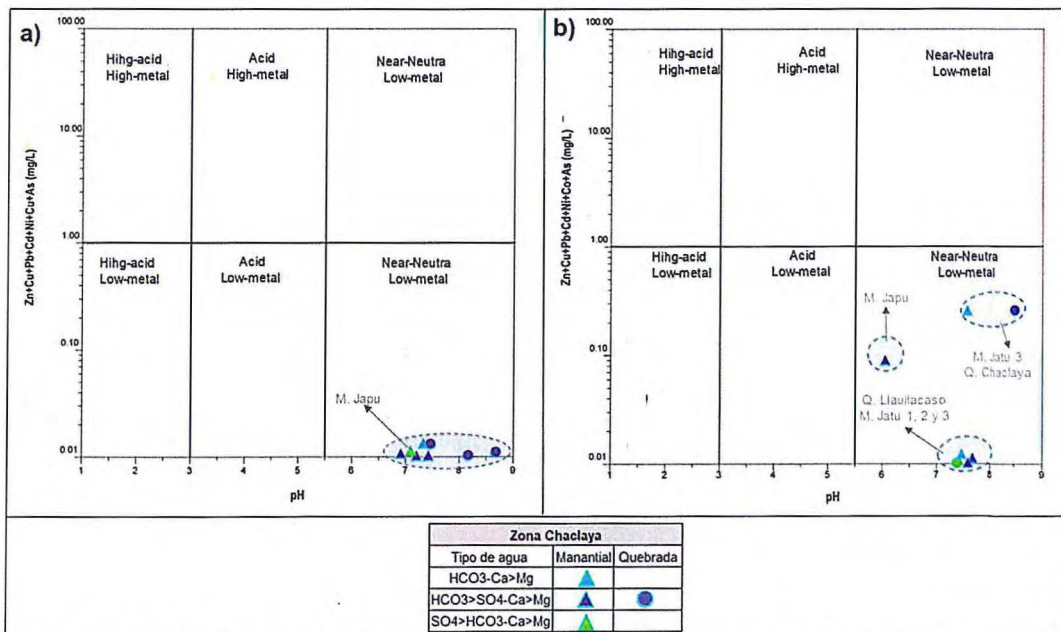 a)
100.00
10.00
1.00
0.10
0.01
Zn+Cu+Pb+Cd+Ni+Cu+As (mg/L)
Hihg-acid
High-metal
Acid
High-metal
Near-Neutra
Low-metal
Hihg-acid
Low-metal
Acid
Low-metal
Near-Neutra
Low-metal
M. Japu
1 2 3 4 5 6 7 8 9
pH
b)
100.00
10.00
1.00
0.10
0.01
Zn+Cu+Pb+Cd+Ni+Co+As (mg/L)
Hihg-acid
High-metal
Acid
High-metal
Near-Neutra
Low-metal
Hihg-acid
Low-metal
Acid
Low-metal
Near-Neutra
Low-metal
M. Japu
M. Jatu 3
Q. Chaclaya
Q. Llaullacaso
M. Jatu 1, 2 y 3
1 2 3 4 5 6 7 8 9
pH
Zona Chaclaya
Tipo de agua Manantial Quebrada
HCO3-Ca>Mg
HCO3>SO4-Ca>Mg
SO4>HCO3-Ca>Mg